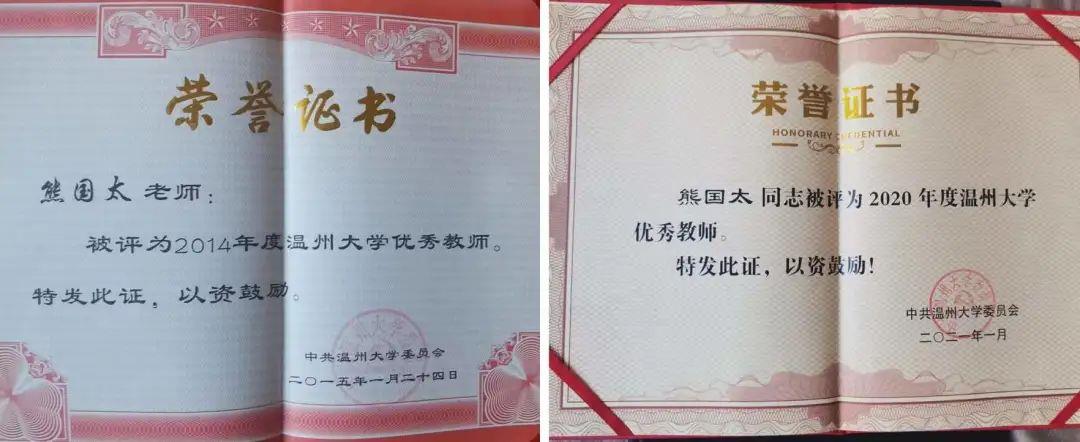 荣誉证书
熊国太 老师：
被评为2014年度温州大学优秀教师。
特发此证，以资鼓励。
中共温州大学委员会
二〇一五年一月二十四日
荣誉证书
HONORARY CREDENTIAL
熊国太 同志被评为 2020 年度温州大学
优秀教师。
特发此证，以资鼓励！
中共温州大学委员会
二〇二一年一月